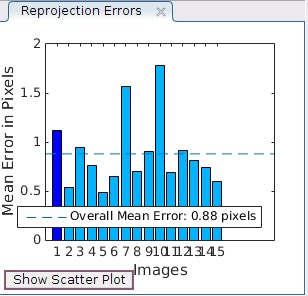 Reprojection Errors
Mean Error in Pixels
2
1.5
1
0.5
0
Overall Mean Error: 0.88 pixels
1 2 3 4 5 6 7 8 9 10 11 12 13 14 15
Images
Show Scatter Plot